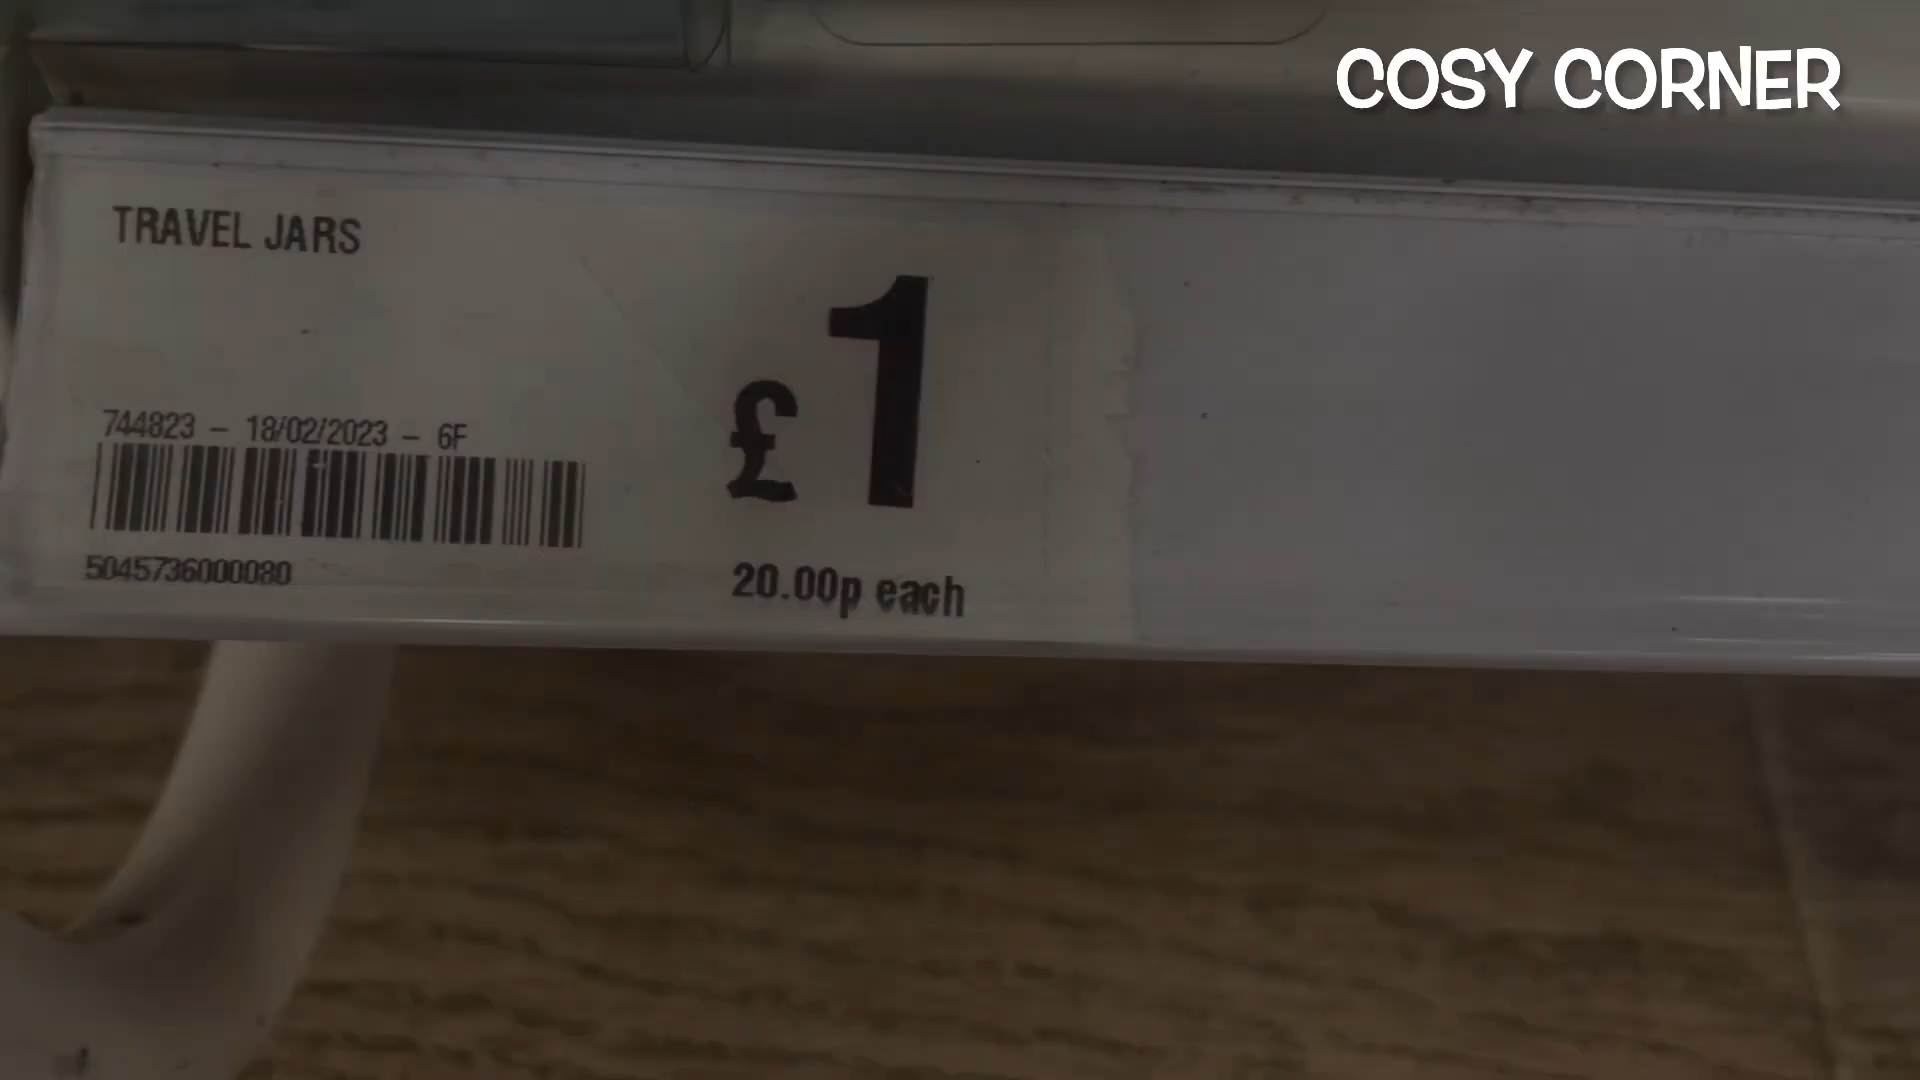 COSY CORNER
TRAVEL JARS
£1
744823 – 18/02/2023 – 6F
5045736000080
20.00p each